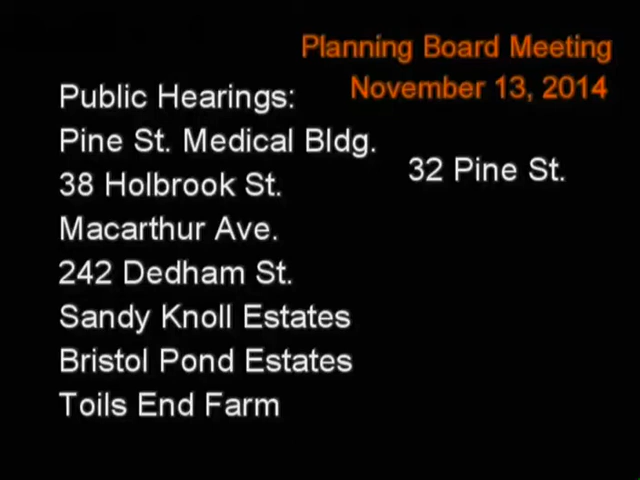 Planning Board Meeting
November 13, 2014
Public Hearings:
Pine St. Medical Bldg.
32 Pine St.
38 Holbrook St.
Macarthur Ave.
242 Dedham St.
Sandy Knoll Estates
Bristol Pond Estates
Toils End Farm